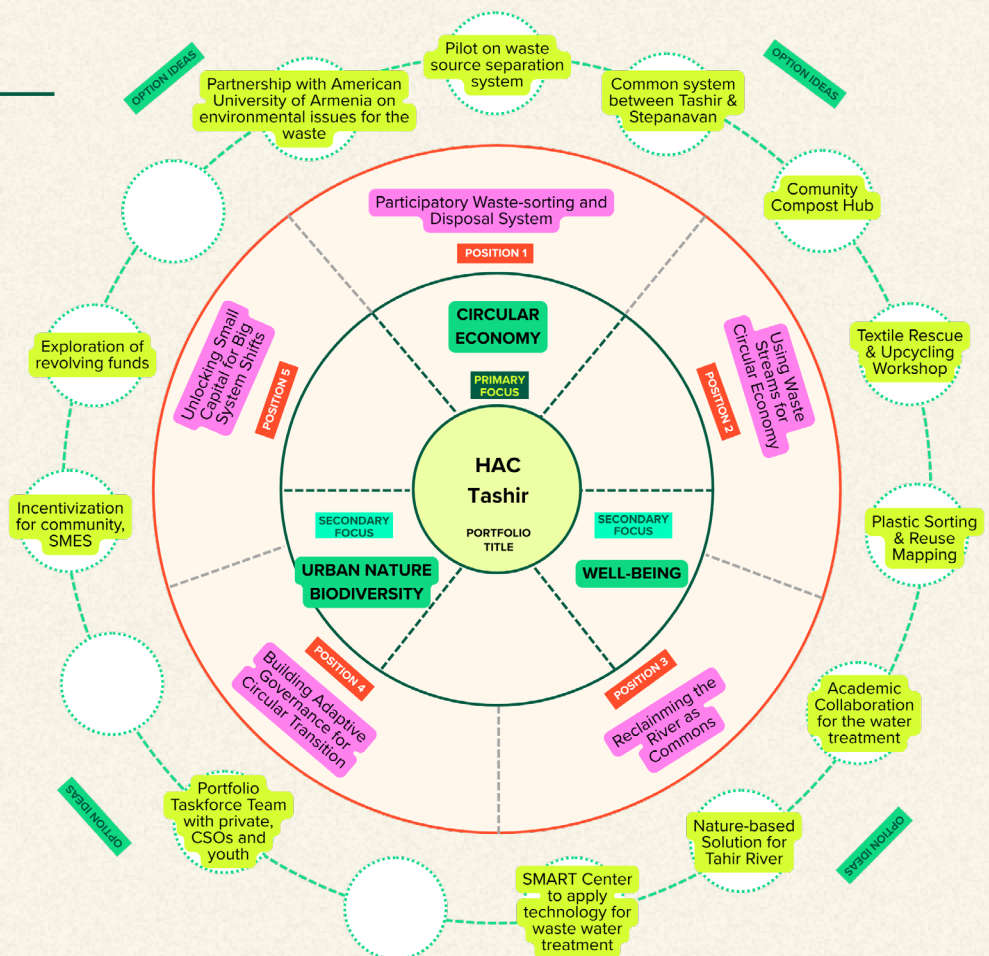 OPTION IDEAS
OPTION IDEAS
Pilot on waste
source separation
system
Partnership with American
University of Armenia on
environmental issues for the
waste
Common system
between Tashir &
Stepanavan
Comunity
Compost Hub
Textile Rescue
& Upcycling
Workshop
Plastic Sorting
& Reuse
Mapping
Academic
Collaboration
for the water
treatment
Nature-based
Solution for
Tahir River
SMART Center
to apply
technology for
waste water
treatment
Portfolio
Taskforce Team
with private,
CSOs and
youth
Incentivization
for community,
SMES
Exploration of
revolving funds
OPTION IDEAS
OPTION IDEAS
Participatory Waste-sorting and
Disposal System
POSITION 1
Using Waste
Streams for
Circular Economy
POSITION 2
Reclainming the
River as
Commons
POSITION 3
Building Adaptive
Governance for
Circular Transition
POSITION 4
Unlocking Small
Capital for Big
System Shifts
POSITION 5
CIRCULAR
ECONOMY
PRIMARY
FOCUS
SECONDARY
FOCUS
URBAN NATURE
BIODIVERSITY
SECONDARY
FOCUS
WELL-BEING
HAC
Tashir
PORTFOLIO
TITLE